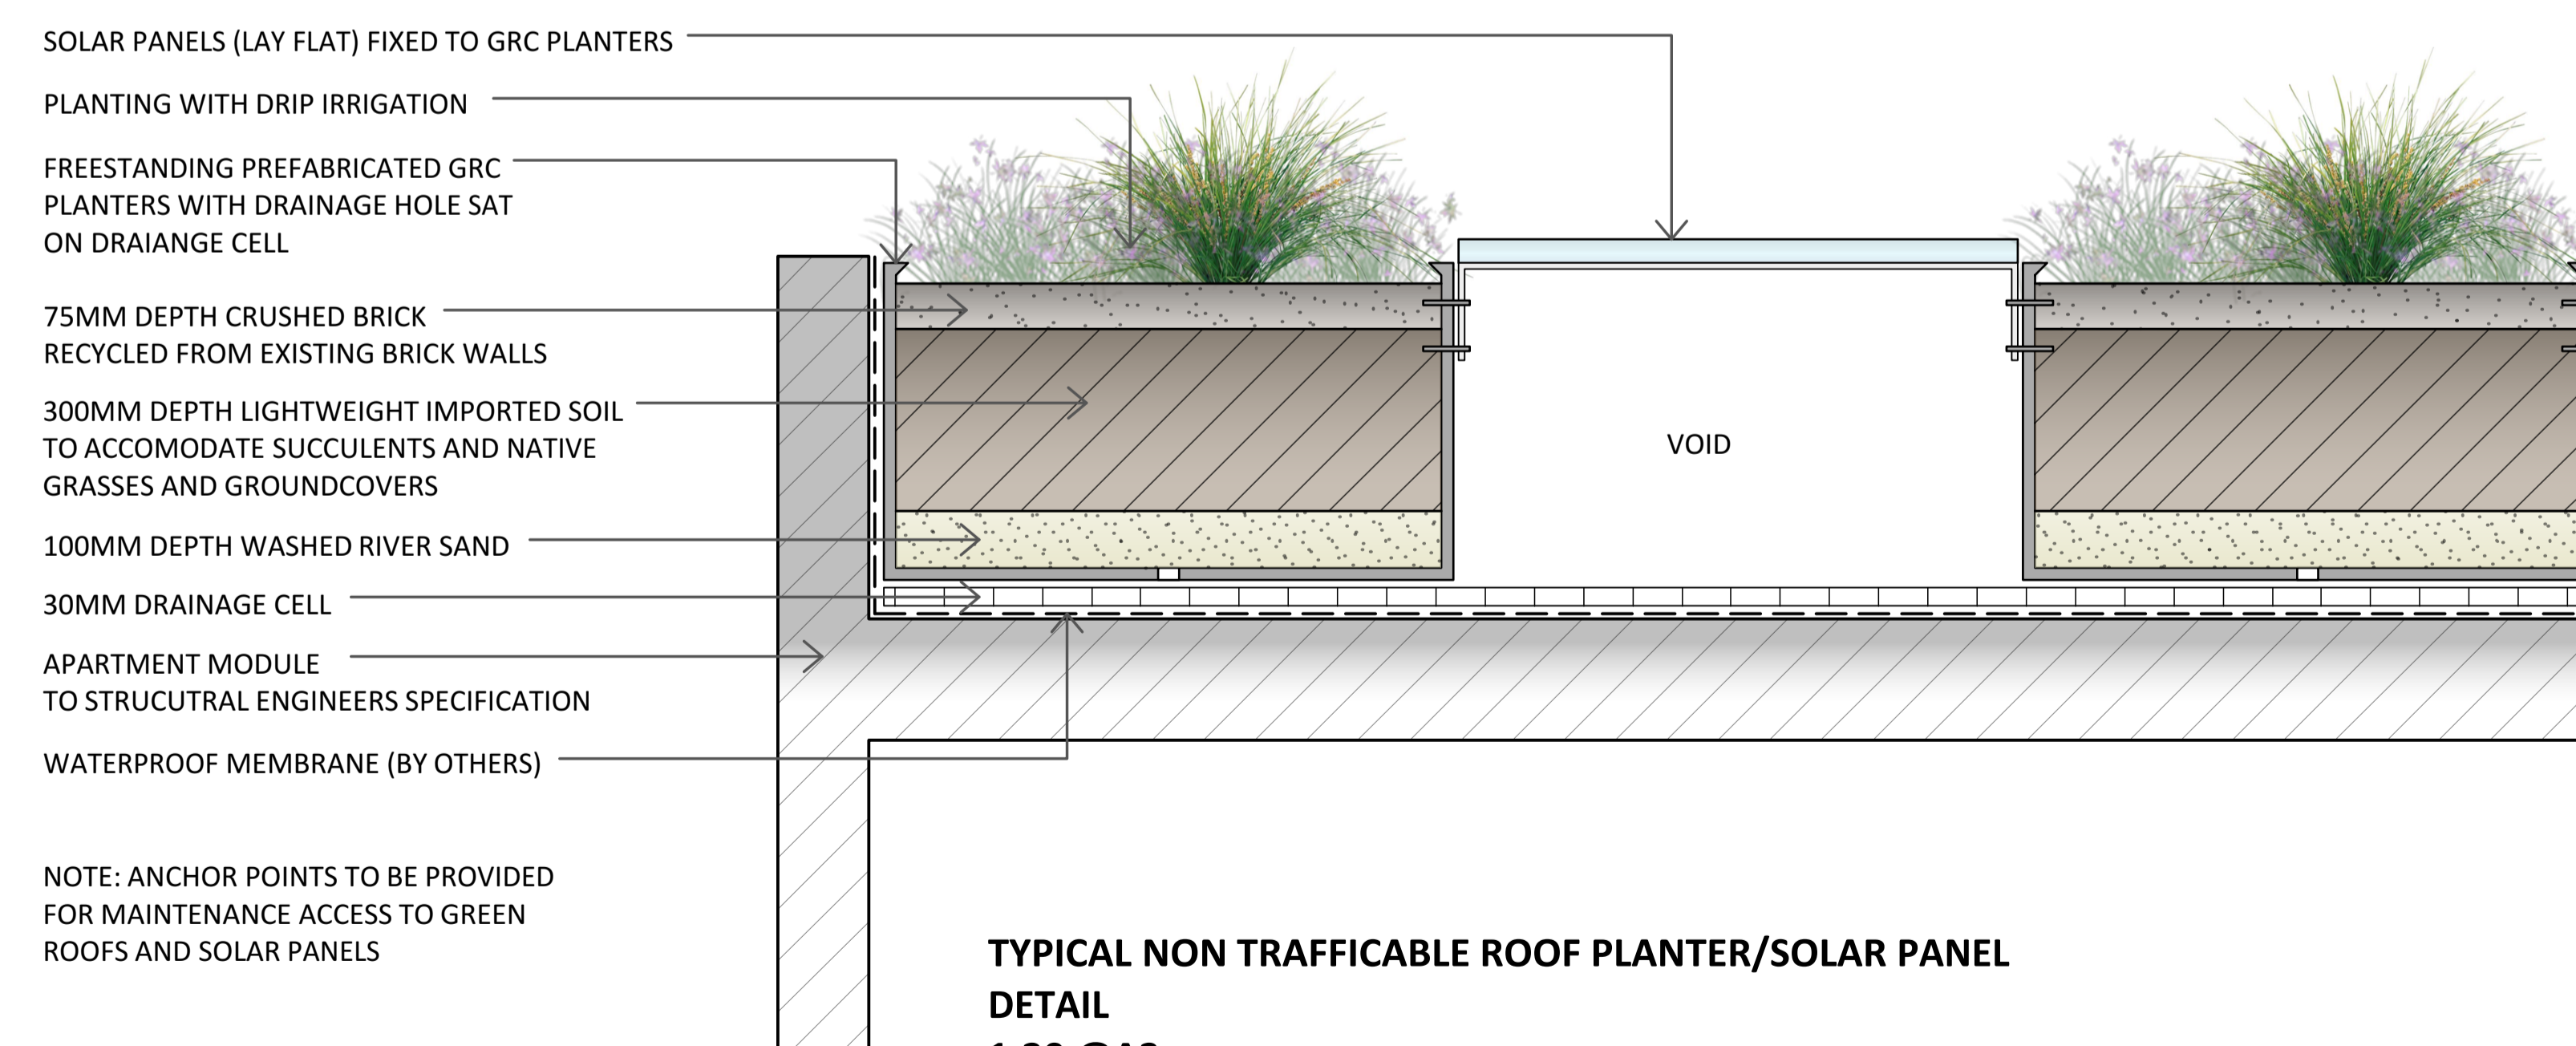 SOLAR PANELS (LAY FLAT) FIXED TO GRC PLANTERS
PLANTING WITH DRIP IRRIGATION
FREESTANDING PREFABRICATED GRC
PLANTERS WITH DRAINAGE HOLE SAT
ON DRAIANGE CELL
75MM DEPTH CRUSHED BRICK
RECYCLED FROM EXISTING BRICK WALLS
300MM DEPTH LIGHTWEIGHT IMPORTED SOIL
TO ACCOMODATE SUCCULENTS AND NATIVE
GRASSES AND GROUNDCOVERS
100MM DEPTH WASHED RIVER SAND
30MM DRAINAGE CELL
APARTMENT MODULE
TO STRUCUTRAL ENGINEERS SPECIFICATION
WATERPROOF MEMBRANE (BY OTHERS)
NOTE: ANCHOR POINTS TO BE PROVIDED
FOR MAINTENANCE ACCESS TO GREEN
ROOFS AND SOLAR PANELS
VOID
TYPICAL NON TRAFFICABLE ROOF PLANTER/SOLAR PANEL
DETAIL